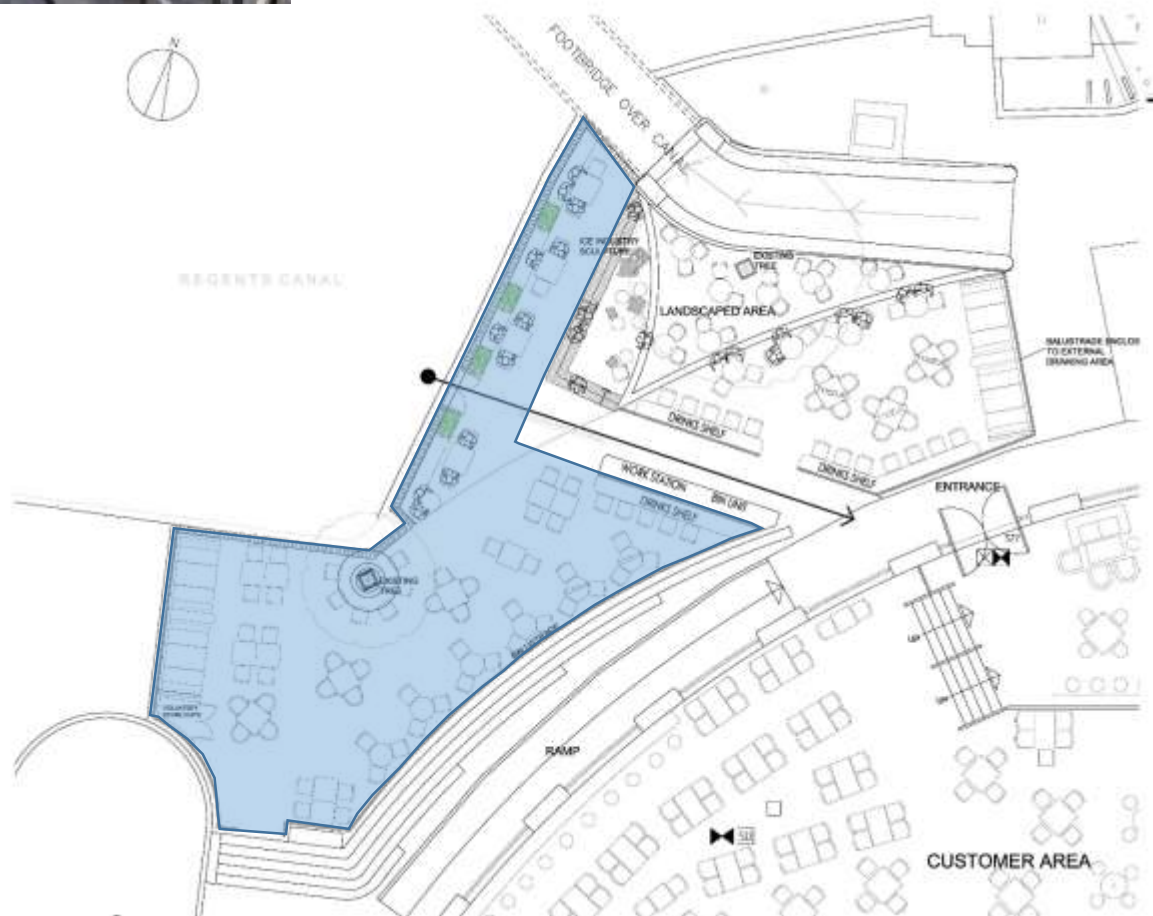 N
FOOTBRIDGE OVER CANAL
REGENTS CANAL
ICE INDUSTRY
SCULPTURE
EXISTING
TREE
LANDSCAPED AREA
BALUSTRADE ENCLOS
TO EXTERNAL
DRINKING AREA
DRINKS SHELF
DRINKS SHELF
WORK STATION
BIN UNIT
DRINKS SHELF
ENTRANCE
EXISTING
TREE
BALUSTRADE
UP
UP
RAMP
CUSTOMER AREA